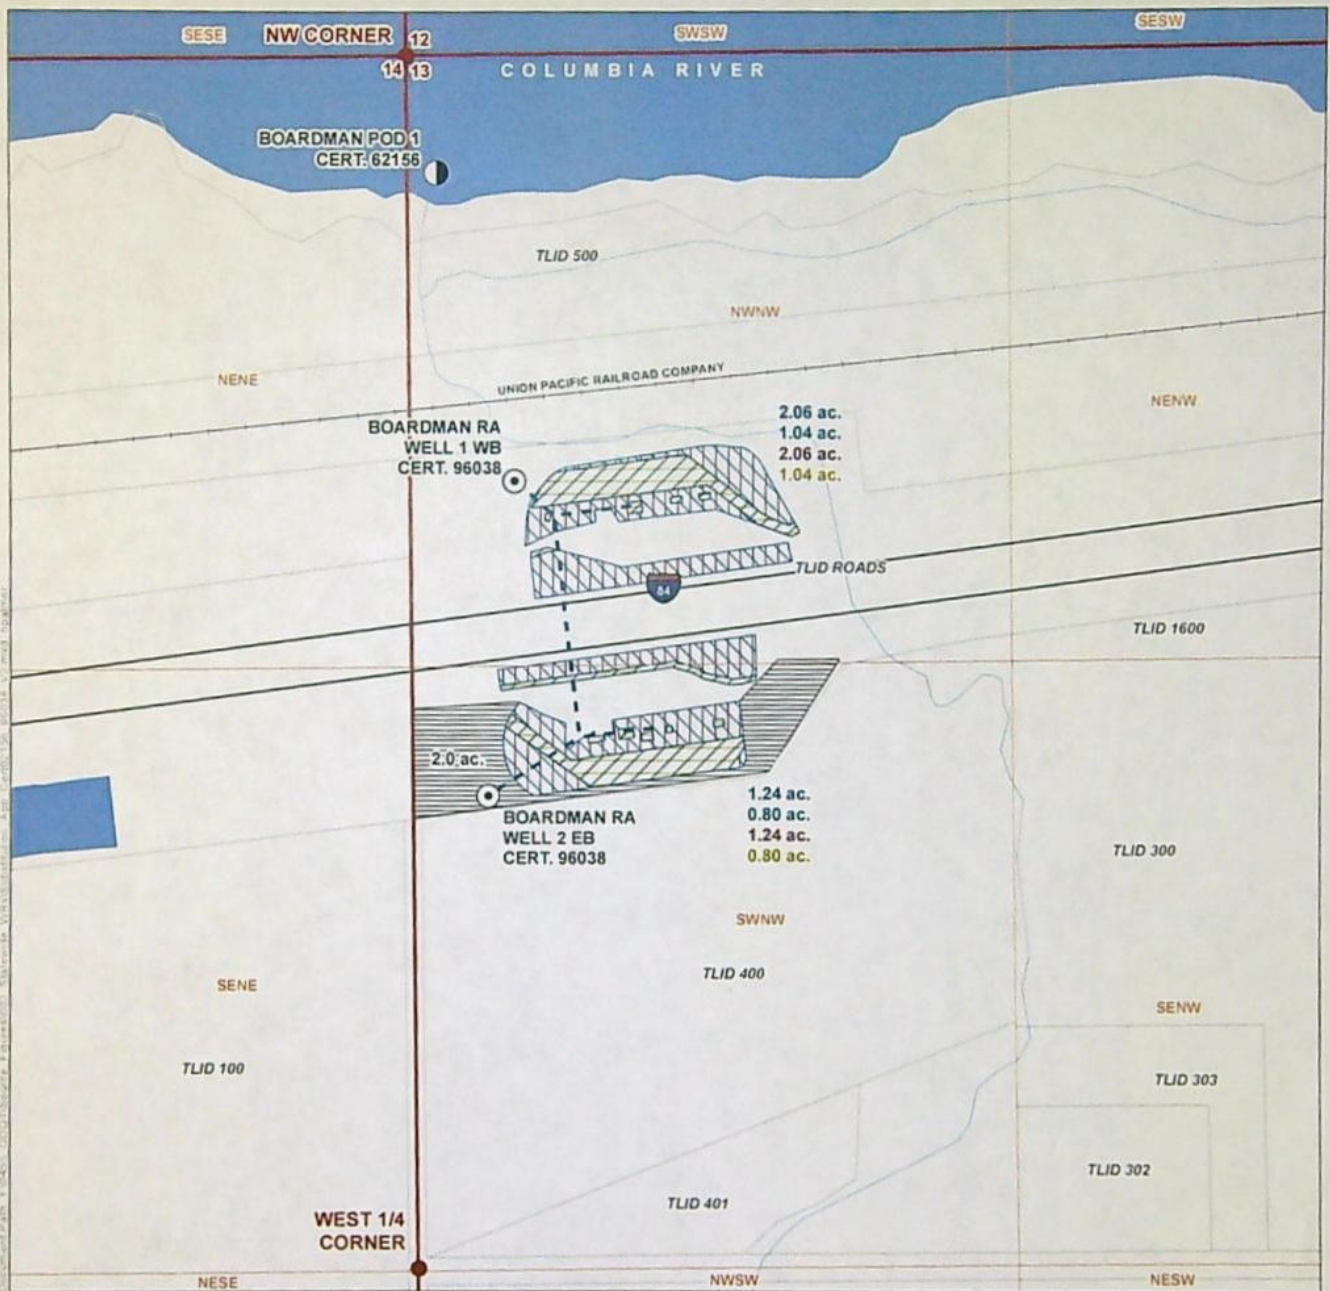 SESE
NW CORNER
12
SWSW
SESW
14
13
COLUMBIA RIVER
BOARDMAN POD 1
CERT. 62156
TLID 500
NWNW
NENE
UNION PACIFIC RAILROAD COMPANY
NENW
BOARDMAN RA
WELL 1 WB
CERT. 96038
2.06 ac.
1.04 ac.
2.06 ac.
1.04 ac.
TLID ROADS
84
TLID 1600
2.0 ac.
BOARDMAN RA
WELL 2 EB
CERT. 96038
1.24 ac.
0.80 ac.
1.24 ac.
0.80 ac.
TLID 300
SWNW
TLID 400
SENE
SENW
TLID 100
TLID 303
TLID 302
TLID 401
WEST 1/4
CORNER
NESE
NWSW
NESW